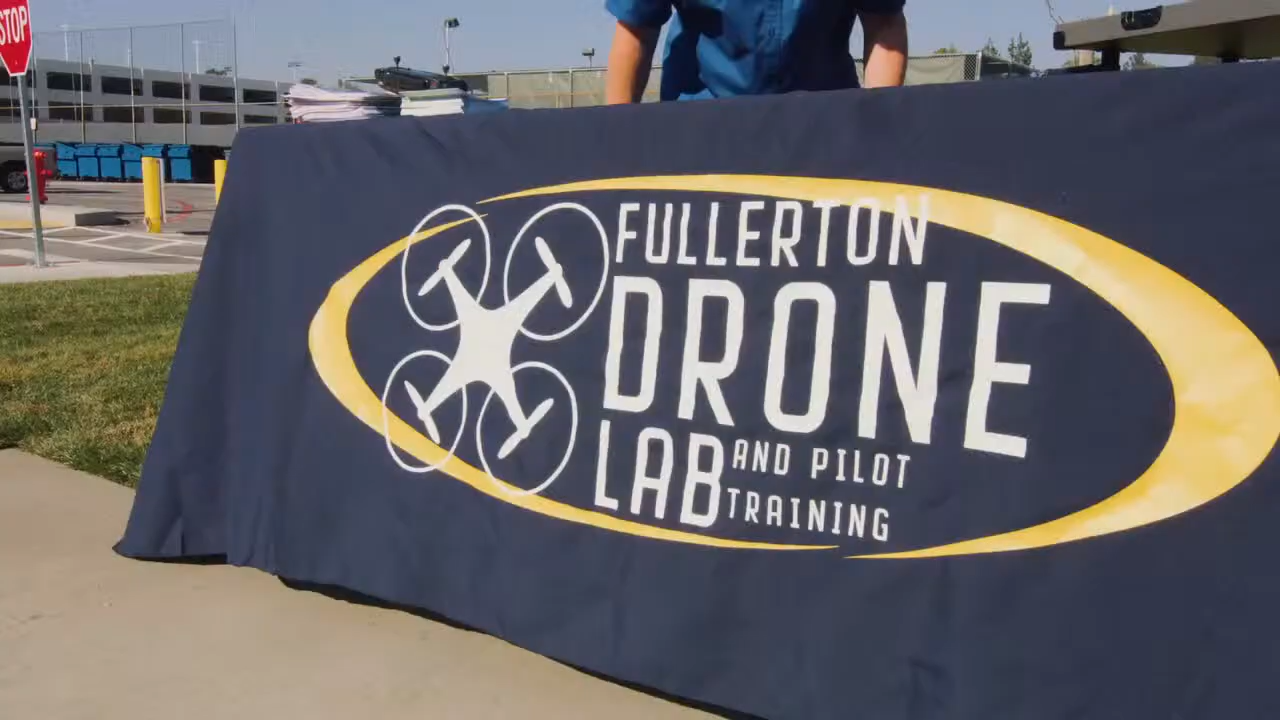 STOP
FULLERTON
DRONE
LAB AND PILOT
TRAINING